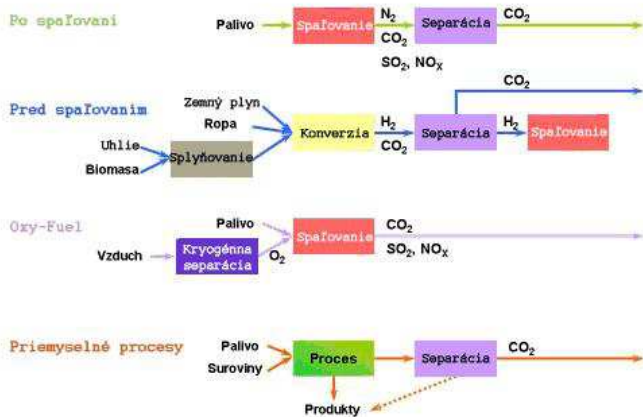 Po spaľovaní
Palivo
Spaľovanie
N₂
CO₂
SO₂, NOₓ
Separácia
CO₂
Pred spaľovaním
Zemný plyn
Ropa
Uhlie
Biomasa
Splyňovanie
Konverzia
H₂
CO₂
Separácia
CO₂
H₂
Spaľovanie
Oxy-Fuel
Palivo
Vzduch
Kryogénna
separácia
O₂
Spaľovanie
CO₂
SO₂, NOₓ
Priemyselné procesy
Palivo
Suroviny
Proces
Separácia
CO₂
Produkty